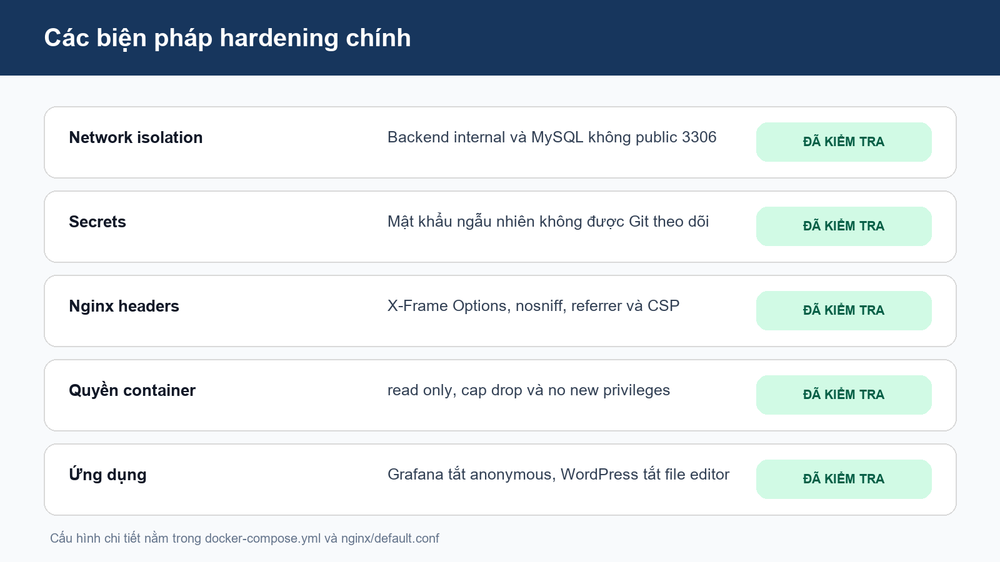 Các biện pháp hardening chính
Network isolation
Backend internal và MySQL không public 3306
ĐÃ KIỂM TRA
Secrets
Mật khẩu ngẫu nhiên không được Git theo dõi
ĐÃ KIỂM TRA
Nginx headers
X-Frame Options, nosniff, referrer và CSP
ĐÃ KIỂM TRA
Quyền container
read only, cap drop và no new privileges
ĐÃ KIỂM TRA
Ứng dụng
Grafana tắt anonymous, WordPress tắt file editor
ĐÃ KIỂM TRA
Cấu hình chi tiết nằm trong docker-compose.yml và nginx/default.conf